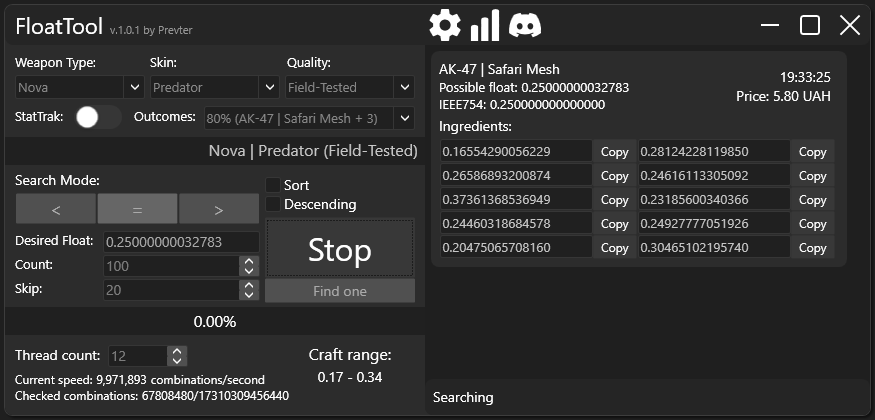 FloatTool v.1.0.1 by Prevter
Weapon Type: Skin: Quality:
Nova Predator Field-Tested
StatTrak: Outcomes: 80% (AK-47 | Safari Mesh + 3)
Nova | Predator (Field-Tested)
Search Mode:
< = >
Sort
Descending
Desired Float: 0.25000000032783
Count: 100
Skip: 20
Stop
Find one
0.00%
Thread count: 12
Current speed: 9,971,893 combinations/second
Checked combinations: 67808480/17310309456440
Craft range:
0.17 - 0.34
AK-47 | Safari Mesh
Possible float: 0.25000000032783
IEEE754: 0.250000000000000
19:33:25
Price: 5.80 UAH
Ingredients:
0.16554290056229 Copy 0.28124228119850 Copy
0.26586893200874 Copy 0.24616113305092 Copy
0.37361368536949 Copy 0.23185600340366 Copy
0.24460318684578 Copy 0.24927777051926 Copy
0.20475065708160 Copy 0.30465102195740 Copy
Searching